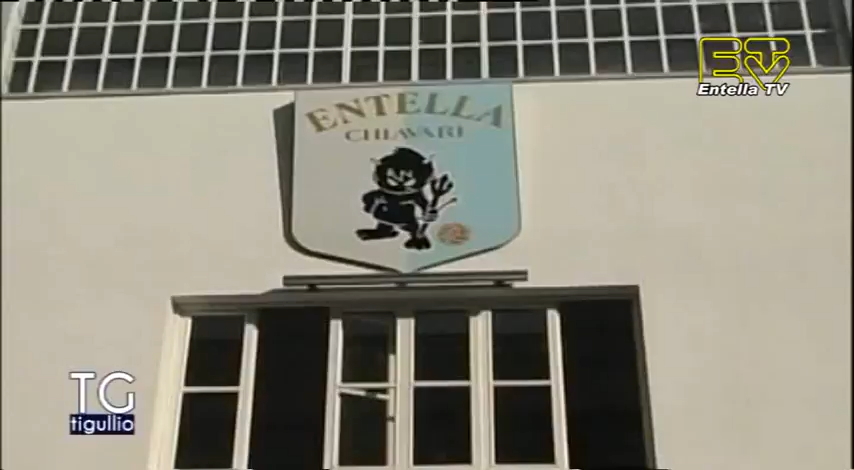 ETV
Entella TV
ENTELLA
CHIAVARI
TG
tigullio